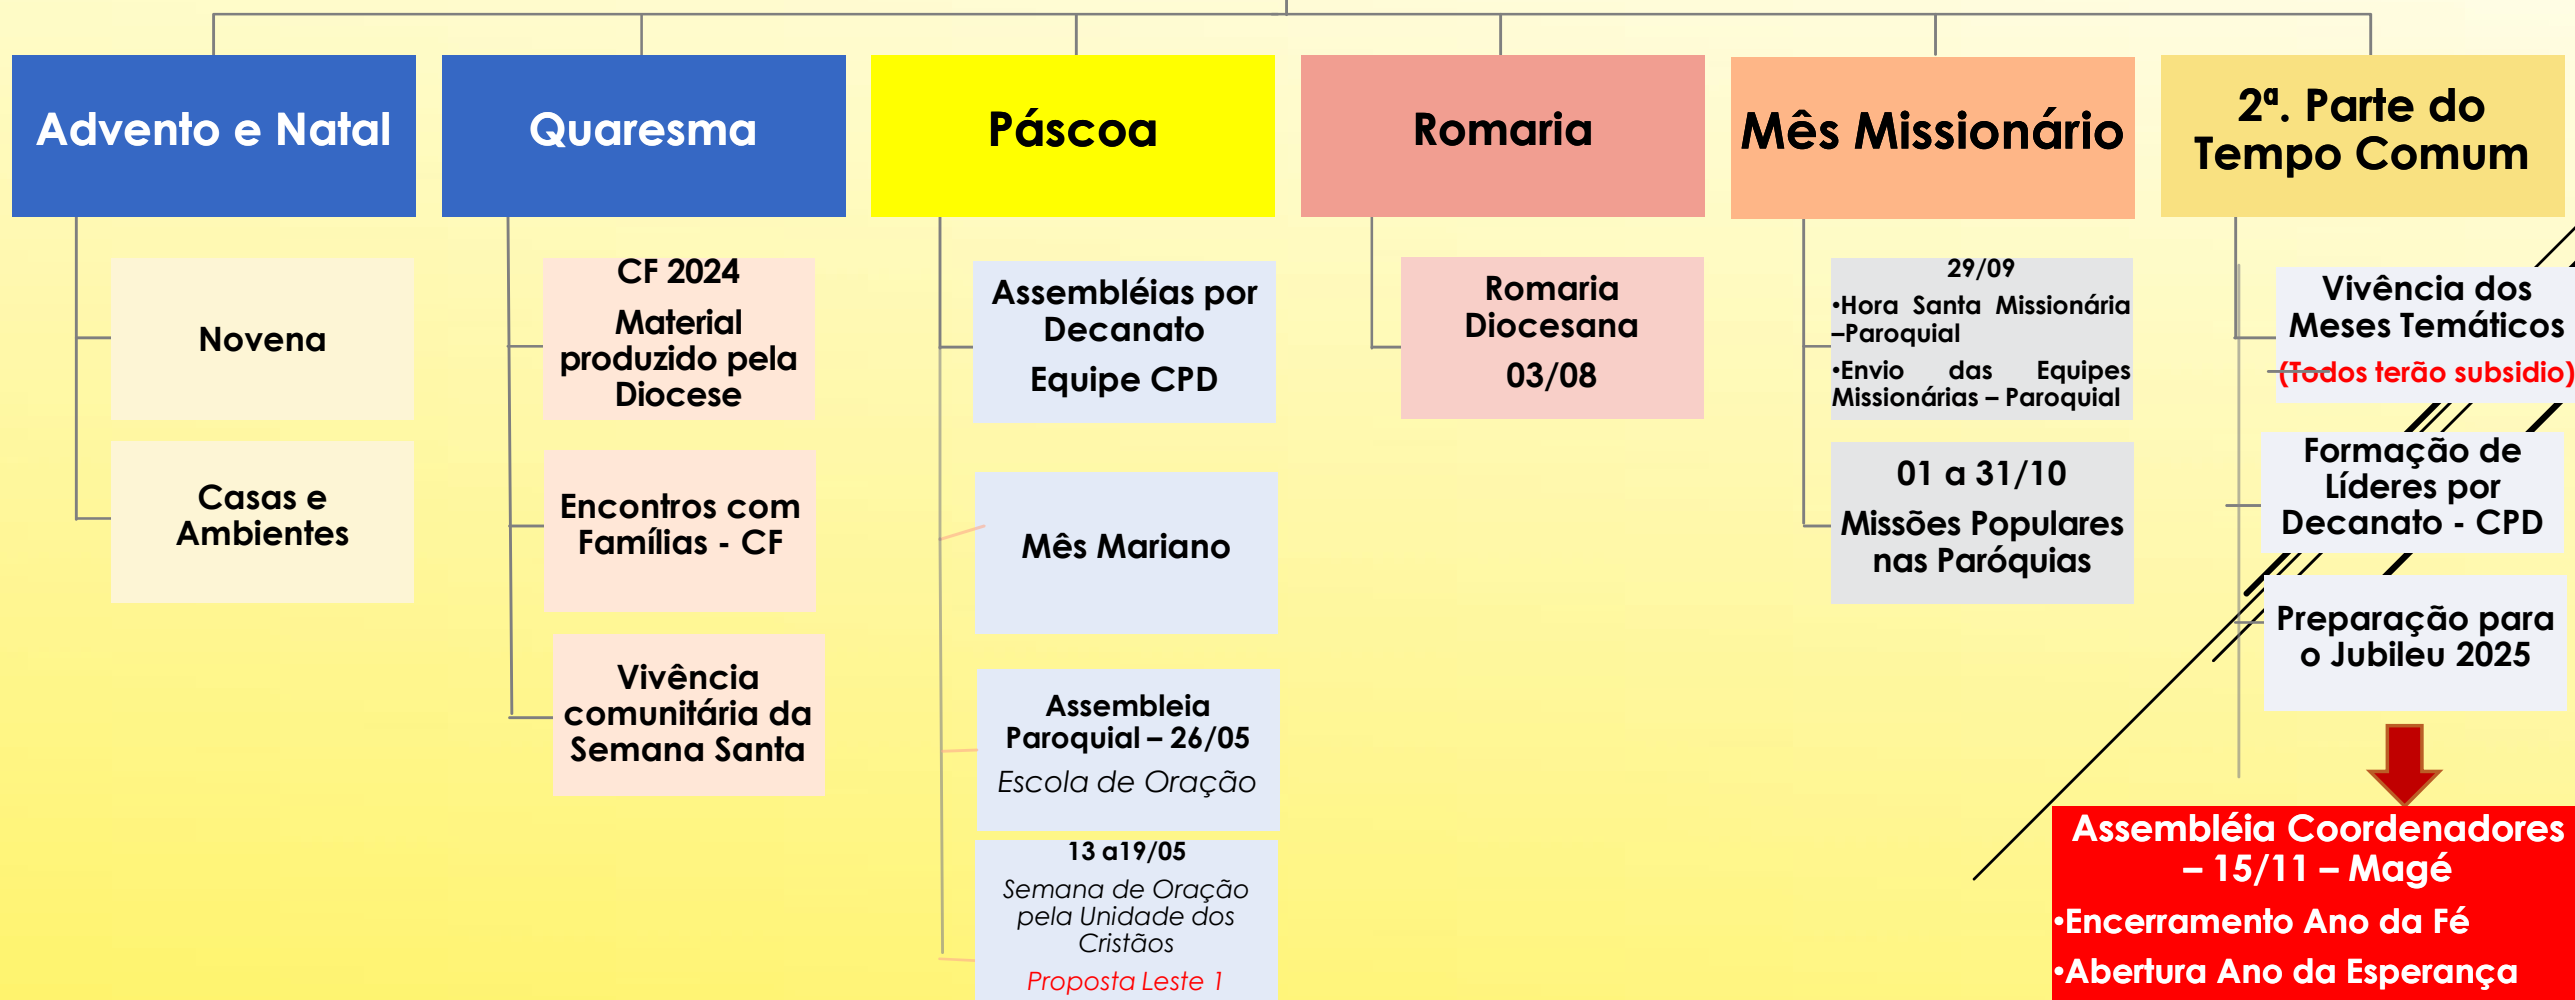 Advento e Natal
Novena
Casas e
Ambientes
Quaresma
CF 2024
Material
produzido pela
Diocese
Encontros com
Famílias - CF
Vivência
comunitária da
Semana Santa
Páscoa
Assembléias por
Decanato
Equipe CPD
Mês Mariano
Assembleia
Paroquial – 26/05
Escola de Oração
13 a19/05
Semana de Oração
pela Unidade dos
Cristãos
Proposta Leste 1
Romaria
Romaria
Diocesana
03/08
Mês Missionário
29/09
•Hora Santa Missionária
–Paroquial
•Envio das Equipes
Missionárias – Paroquial
01 a 31/10
Missões Populares
nas Paróquias
2ª. Parte do
Tempo Comum
Vivência dos
Meses Temáticos
(Todos terão subsidio)
Formação de
Líderes por
Decanato - CPD
Preparação para
o Jubileu 2025
Assembléia Coordenadores
– 15/11 – Magé
•Encerramento Ano da Fé
•Abertura Ano da Esperança